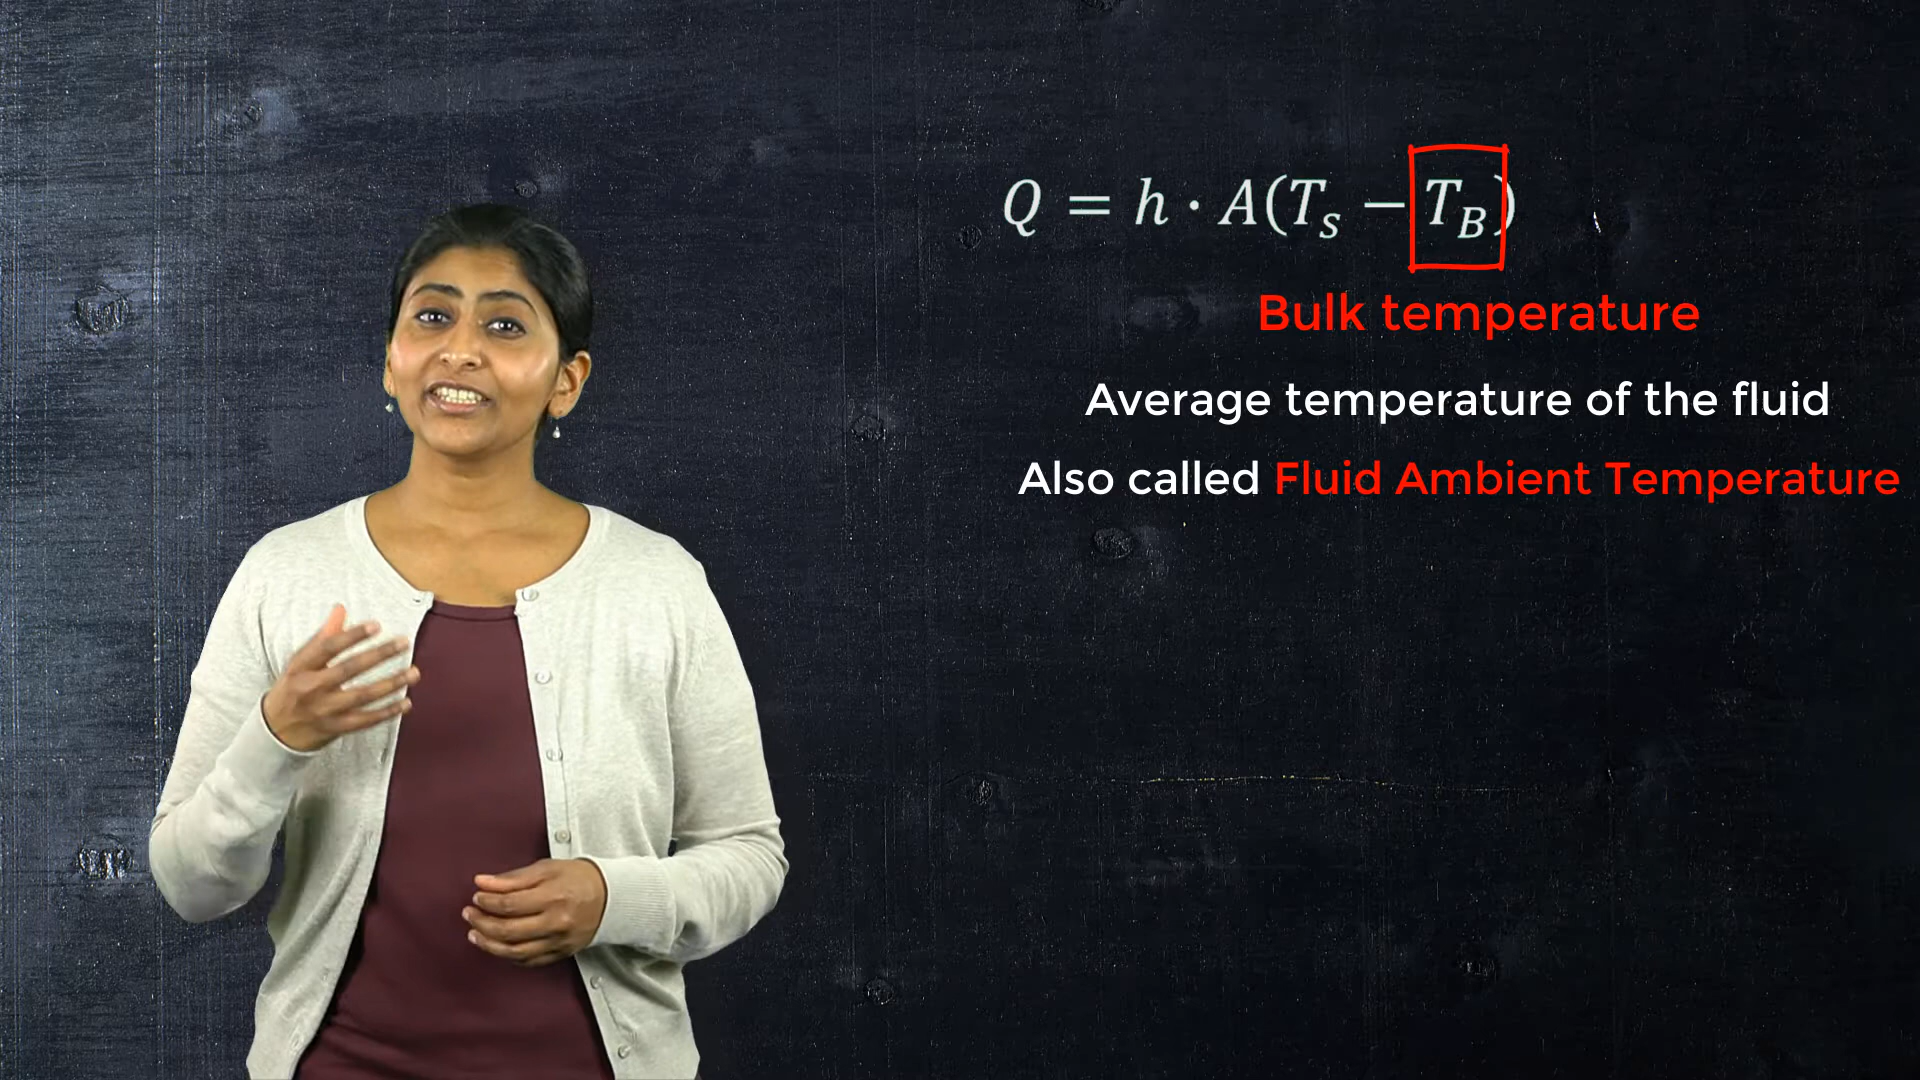 Q = h · A(T_s − T_B)
Bulk temperature
Average temperature of the fluid
Also called Fluid Ambient Temperature